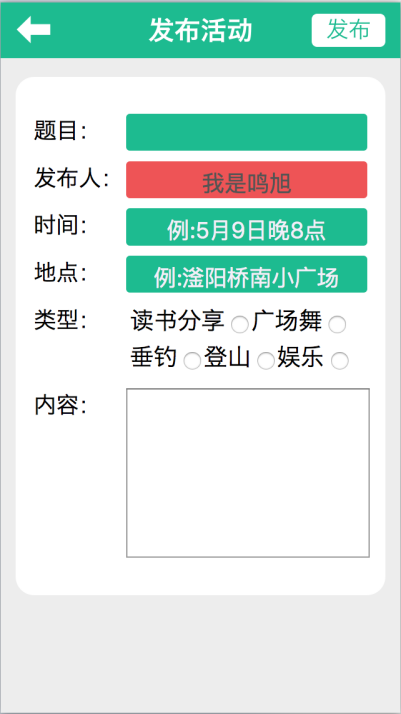 发布活动 发布
题目：
发布人： 我是鸣旭
时间： 例:5月9日晚8点
地点： 例:滏阳桥南小广场
类型： 读书分享 广场舞
垂钓 登山 娱乐
内容：